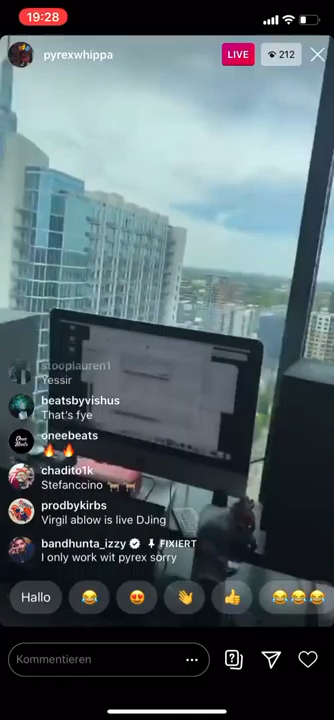 19:28
pyrexwhippa
LIVE
212
stooplauren1
Yessir
beatsbyvishus
That's fye
oneebeats
🔥 🔥
chadito1k
Stefanccino 🐂 🐂
prodbykirbs
Virgil ablow is live DJing
bandhunta_izzy FIXIERT
I only work wit pyrex sorry
Hallo
Kommentieren